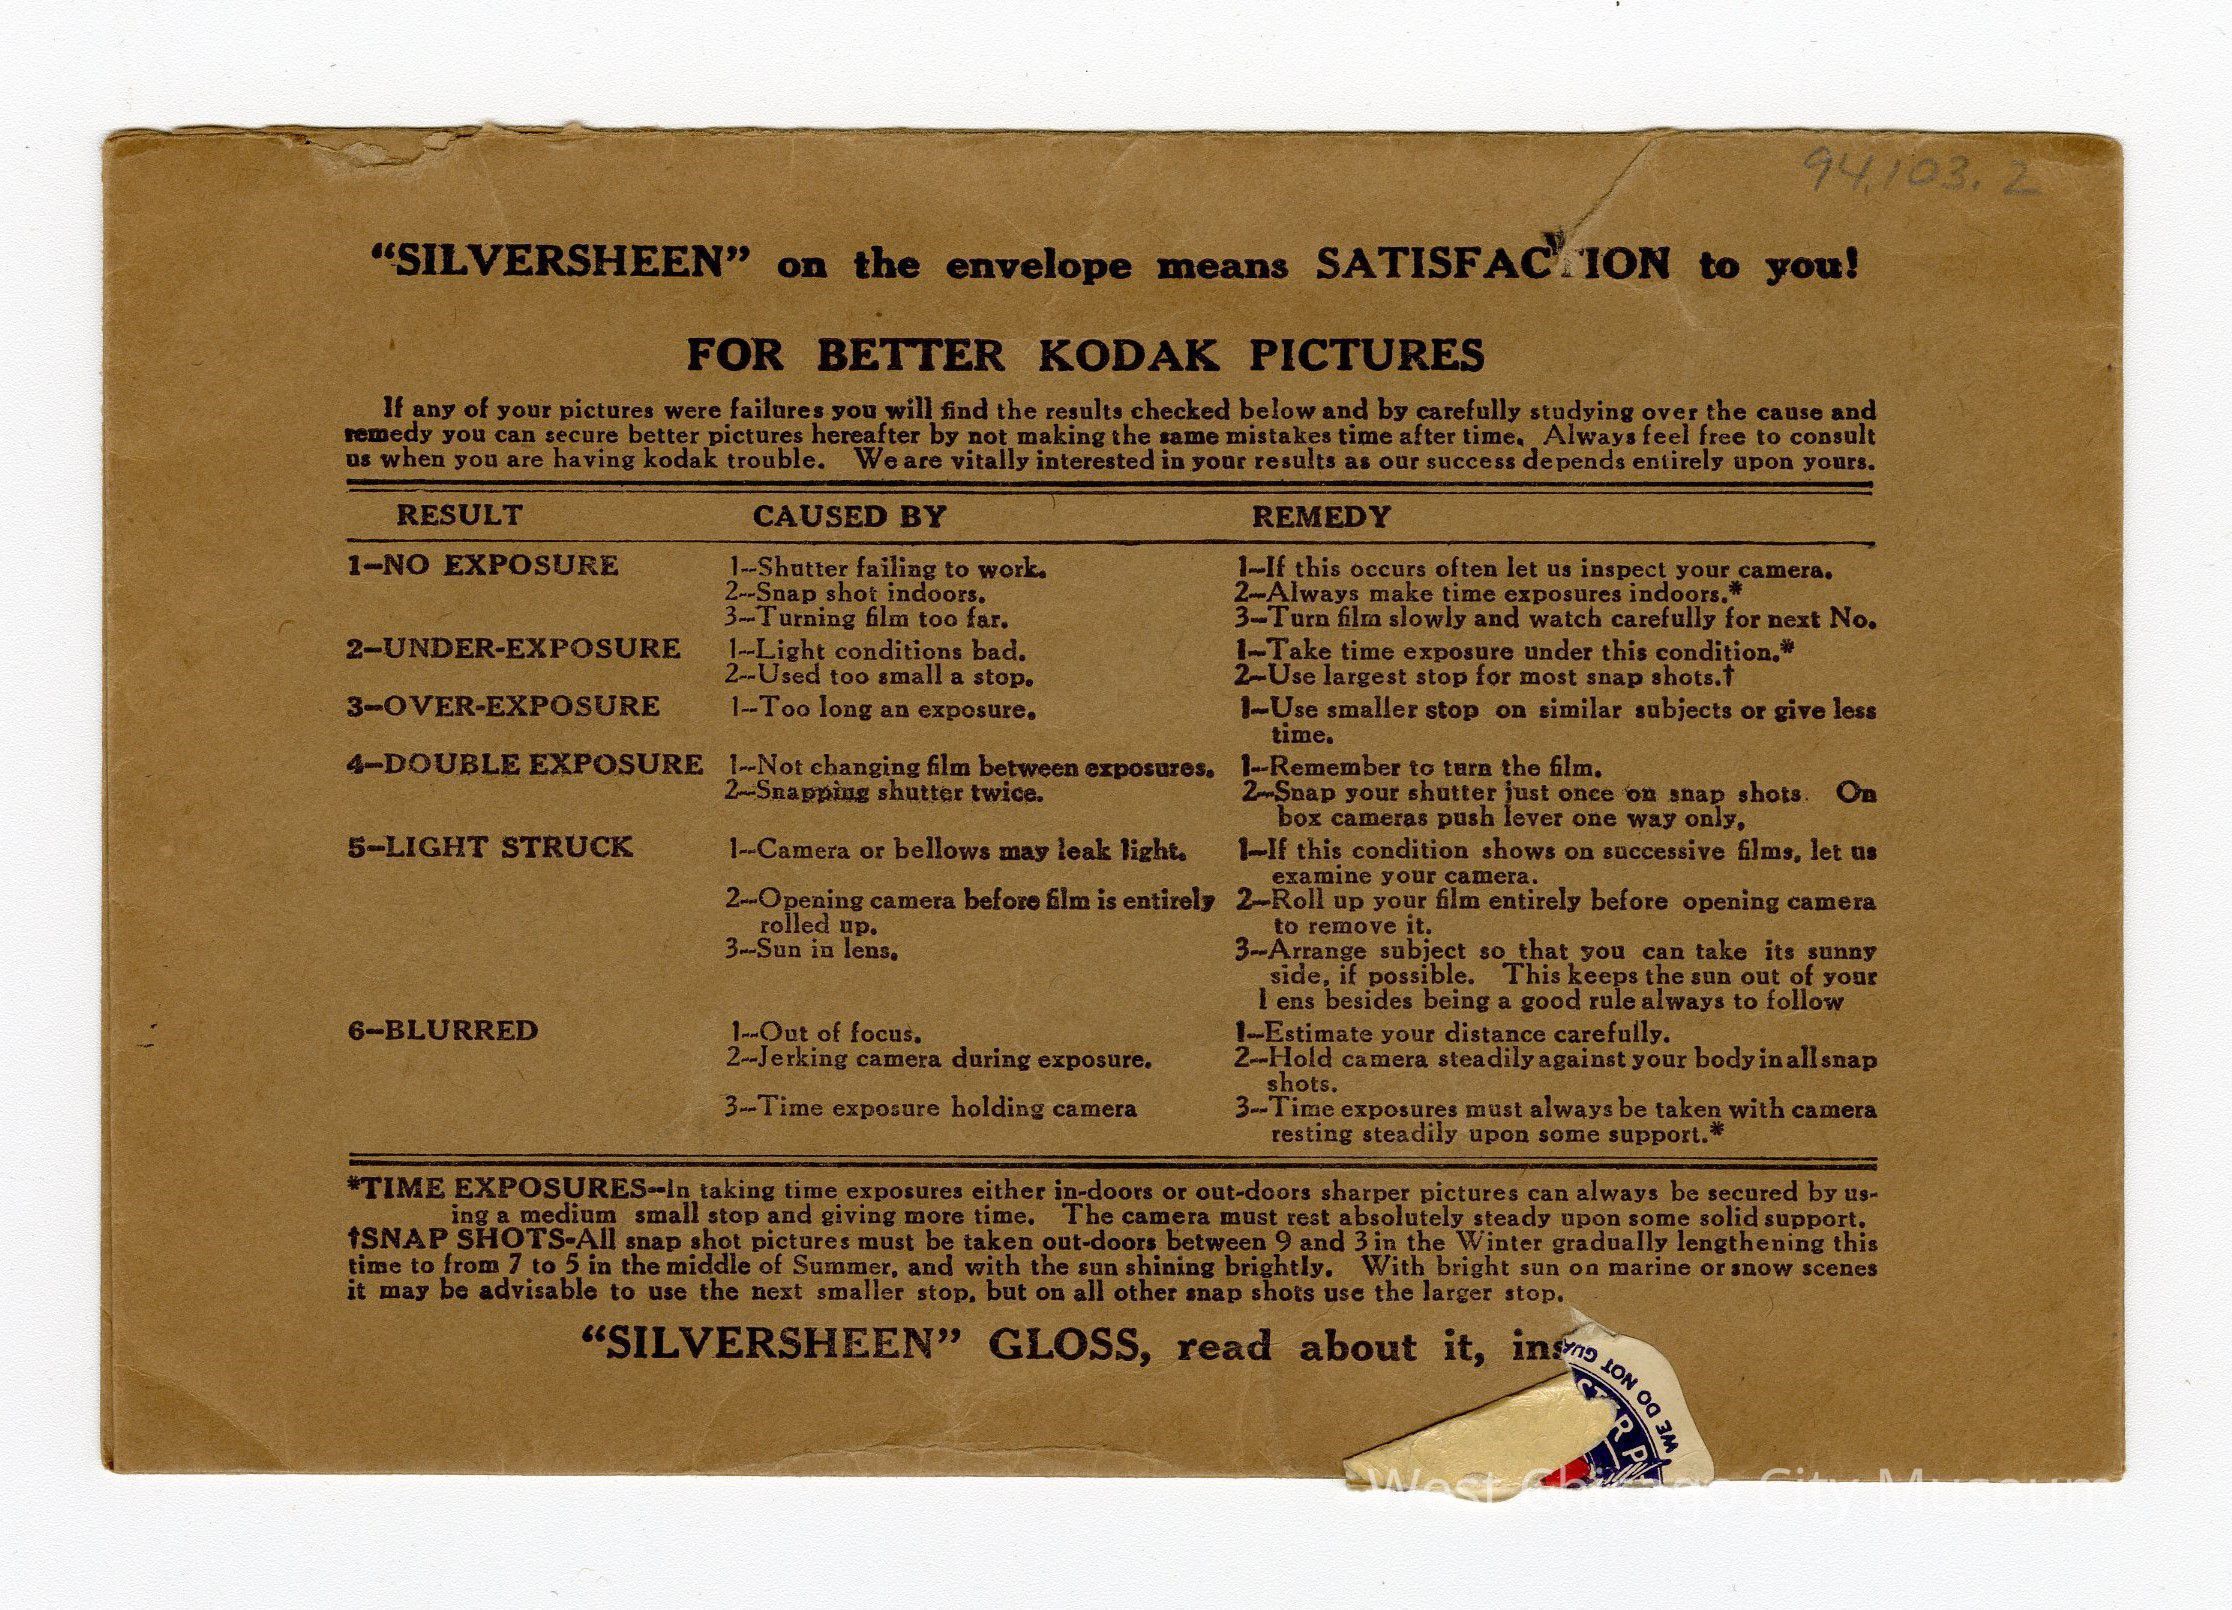 94.103.2
“SILVERSHEEN” on the envelope means SATISFACTION to you!
FOR BETTER KODAK PICTURES
If any of your pictures were failures you will find the results checked below and by carefully studying over the cause and
remedy you can secure better pictures hereafter by not making the same mistakes time after time. Always feel free to consult
us when you are having kodak trouble. We are vitally interested in your results as our success depends entirely upon yours.
RESULT CAUSED BY REMEDY
1--NO EXPOSURE 1--Shutter failing to work. 1--If this occurs often let us inspect your camera.
2--Snap shot indoors. 2--Always make time exposures indoors.*
3--Turning film too far. 3--Turn film slowly and watch carefully for next No.
2--UNDER-EXPOSURE 1--Light conditions bad. 1--Take time exposure under this condition.*
2--Used too small a stop. 2--Use largest stop for most snap shots.†
3--OVER-EXPOSURE 1--Too long an exposure. 1--Use smaller stop on similar subjects or give less
time.
4--DOUBLE EXPOSURE 1--Not changing film between exposures. 1--Remember to turn the film.
2--Snapping shutter twice. 2--Snap your shutter just once on snap shots. On
box cameras push lever one way only,
5--LIGHT STRUCK 1--Camera or bellows may leak light. 1--If this condition shows on successive films, let us
examine your camera.
2--Opening camera before film is entirely 2--Roll up your film entirely before opening camera
rolled up. to remove it.
3--Sun in lens. 3--Arrange subject so that you can take its sunny
side, if possible. This keeps the sun out of your
l ens besides being a good rule always to follow
6--BLURRED 1--Out of focus. 1--Estimate your distance carefully.
2--Jerking camera during exposure. 2--Hold camera steadily against your body in all snap
shots.
3--Time exposure holding camera 3--Time exposures must always be taken with camera
resting steadily upon some support.*
*TIME EXPOSURES--In taking time exposures either in-doors or out-doors sharper pictures can always be secured by us-
ing a medium small stop and giving more time. The camera must rest absolutely steady upon some solid support.
†SNAP SHOTS-All snap shot pictures must be taken out-doors between 9 and 3 in the Winter gradually lengthening this
time to from 7 to 5 in the middle of Summer, and with the sun shining brightly. With bright sun on marine or snow scenes
it may be advisable to use the next smaller stop, but on all other snap shots use the larger stop.
“SILVERSHEEN” GLOSS, read about it, ins
WE DO NOT GUA
West Chicago City Museum